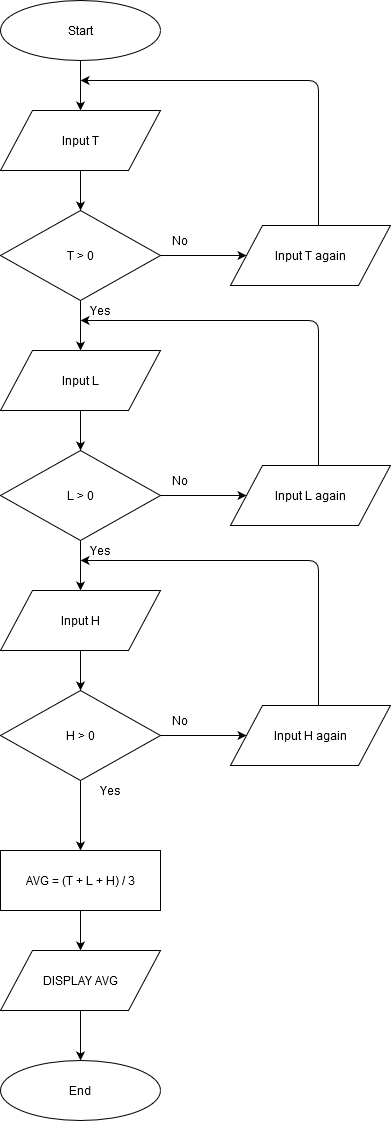 Start
Input T
T > 0
No
Input T again
Yes
Input L
L > 0
No
Input L again
Yes
Input H
H > 0
No
Input H again
Yes
AVG = (T + L + H) / 3
DISPLAY AVG
End